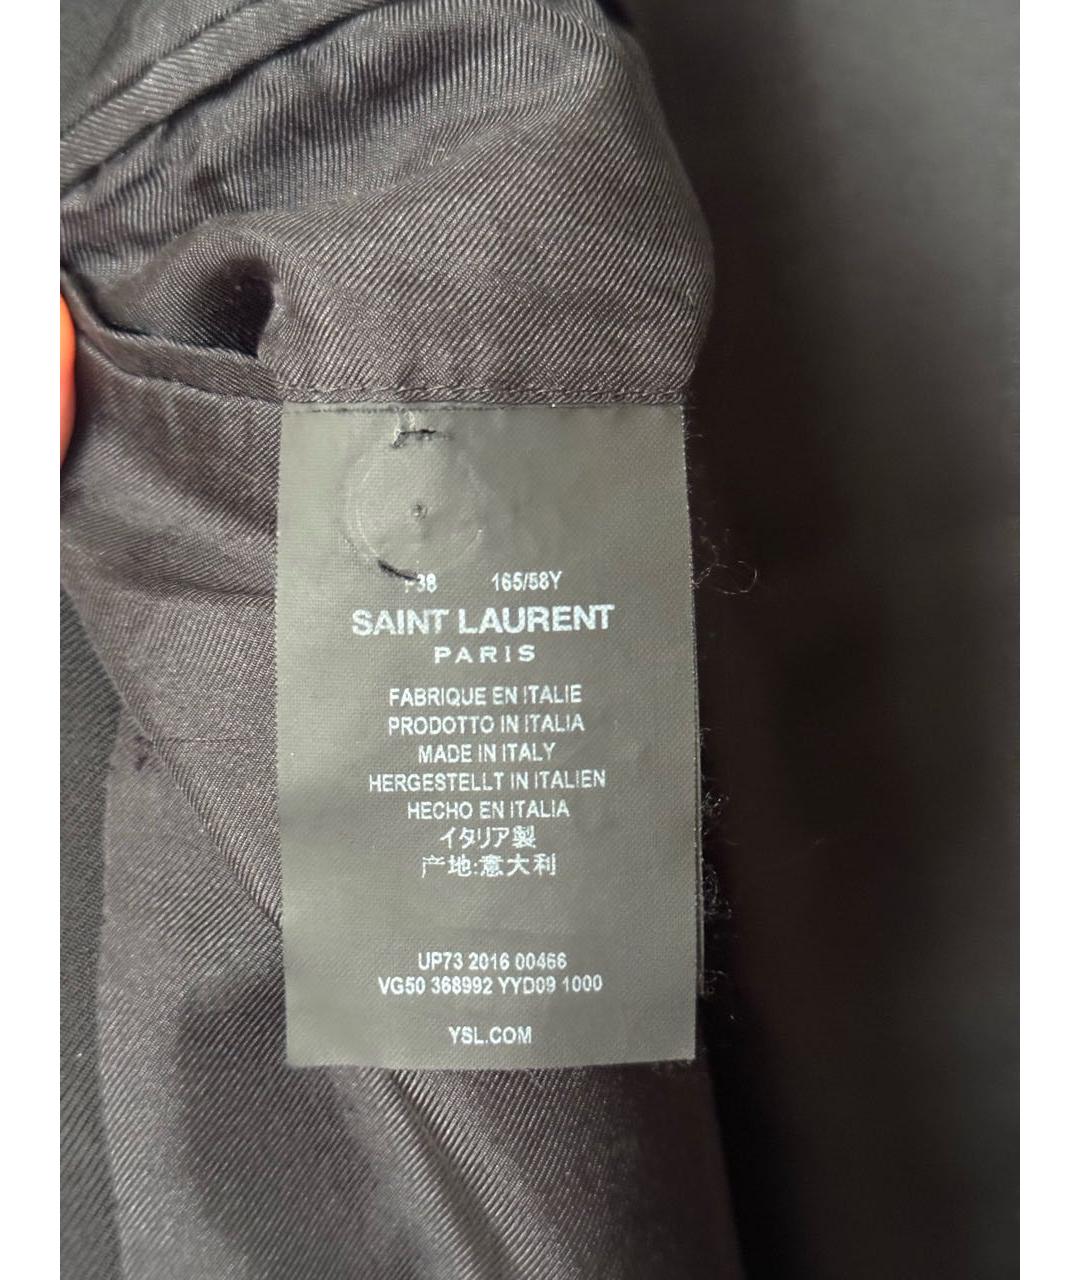 F38 165/58Y
SAINT LAURENT
PARIS
FABRIQUE EN ITALIE
PRODOTTO IN ITALIA
MADE IN ITALY
HERGESTELLT IN ITALIEN
HECHO EN ITALIA
イタリア製
产地:意大利
UP73 2016 00466
VG50 368992 YYD09 1000
YSL.COM